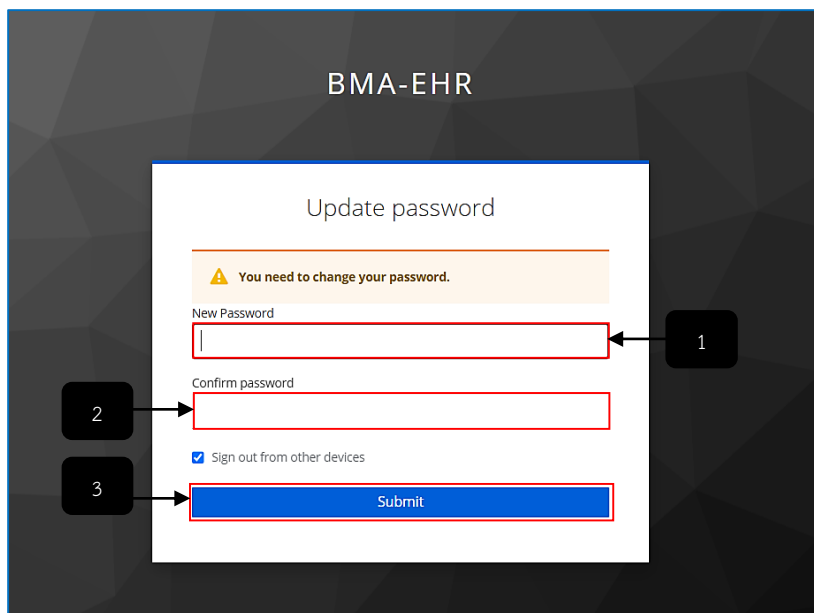 BMA-EHR
Update password
You need to change your password.
New Password
1
Confirm password
2
Sign out from other devices
3
Submit